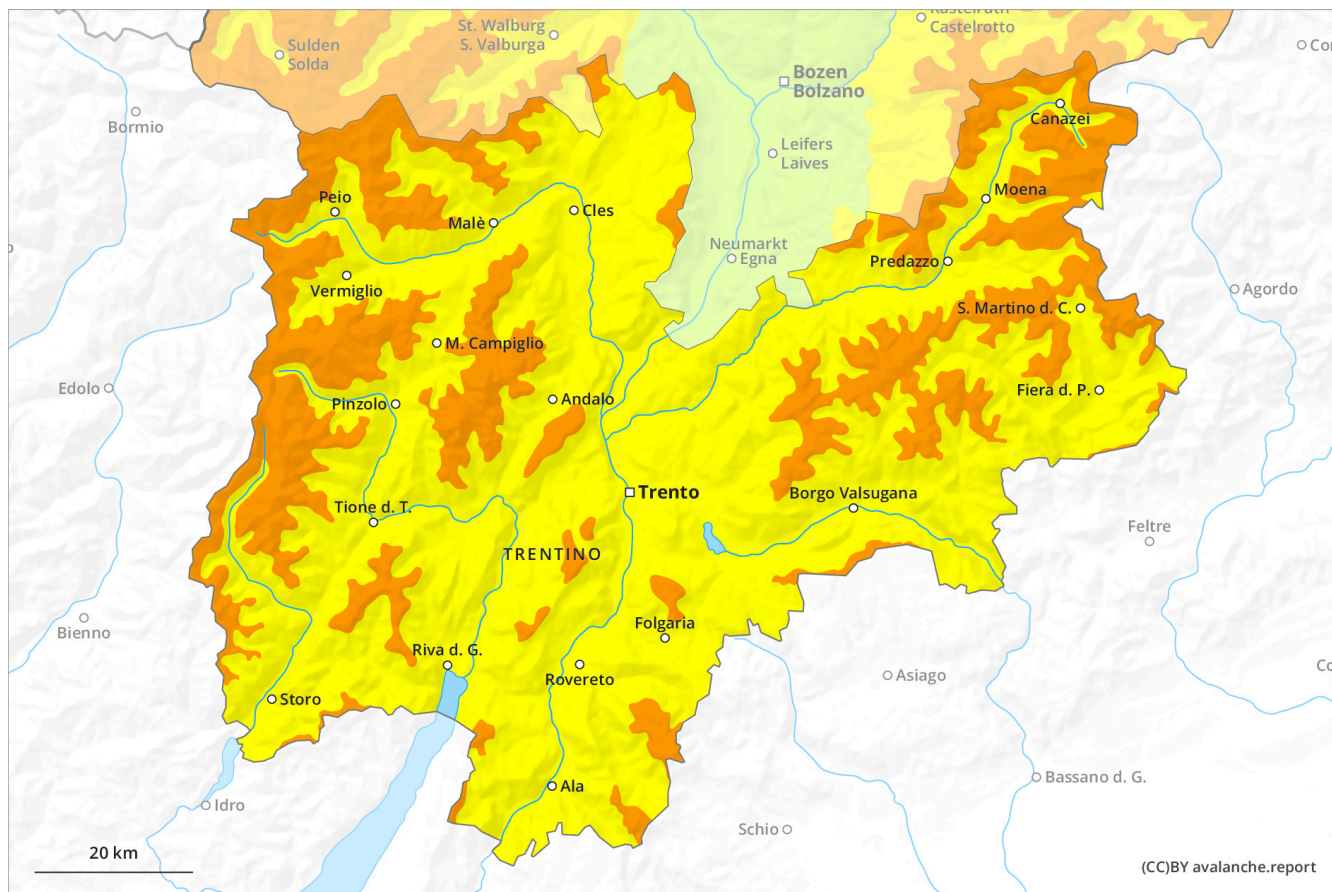 Kastelruth
Castelrotto
St. Walburg
S. Valburga
Sulden
Solda
Bozen
Bolzano
Bormio
Canazei
Leifers
Laives
Moena
Peio
Malè
Cles
Neumarkt
Egna
Predazzo
Vermiglio
Agordo
S. Martino d. C.
M. Campiglio
Edolo
Pinzolo
Andalo
Fiera d. P.
Trento
Borgo Valsugana
Tione d. T.
Feltre
TRENTINO
Bienno
Folgaria
Riva d. G.
Rovereto
Asiago
Storo
Ala
Bassano d. G.
Idro
Schio
20 km
(CC)BY avalanche.report